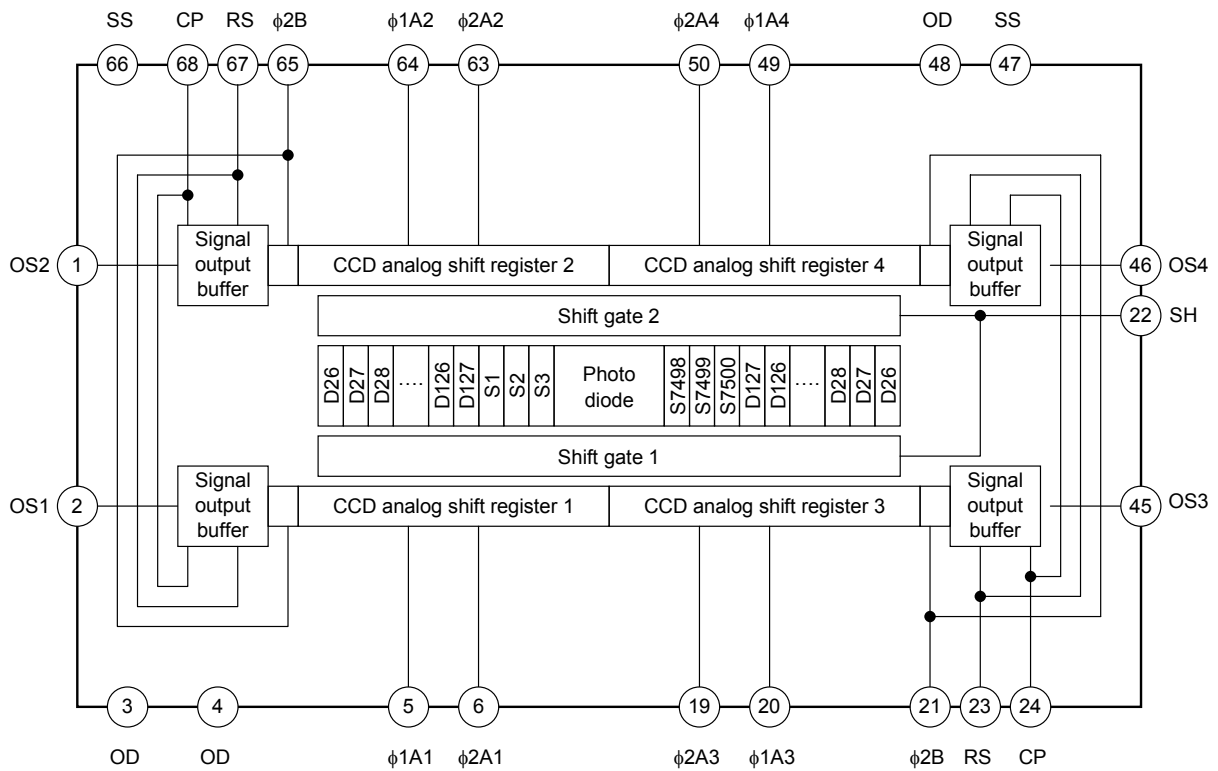 SS CP RS ϕ2B ϕ1A2 ϕ2A2 ϕ2A4 ϕ1A4 OD SS
66 68 67 65 64 63 50 49 48 47
Signal output buffer
Signal output buffer
OS2 1
CCD analog shift register 2 CCD analog shift register 4
46 OS4
Shift gate 2
22 SH
D26 D27 D28 ···· D126 D127 S1 S2 S3 Photo diode S7498 S7499 S7500 D127 D126 ···· D28 D27 D26
Shift gate 1
Signal output buffer
Signal output buffer
OS1 2
CCD analog shift register 1 CCD analog shift register 3
45 OS3
3 4 5 6 19 20 21 23 24
OD OD ϕ1A1 ϕ2A1 ϕ2A3 ϕ1A3 ϕ2B RS CP